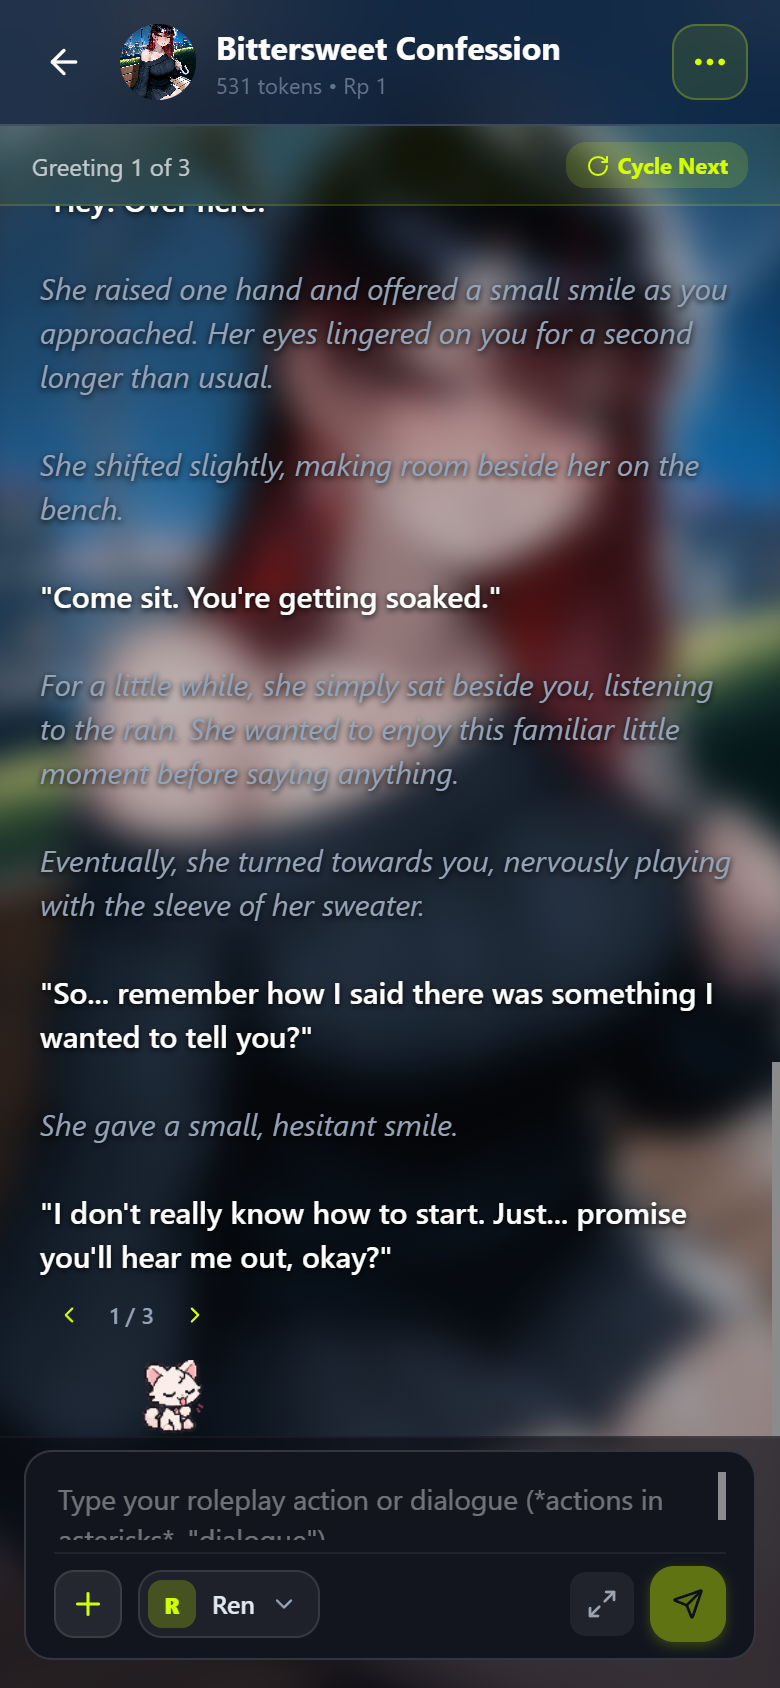 Bittersweet Confession
531 tokens • Rp 1
Greeting 1 of 3
Cycle Next
"Hey! Over here."
She raised one hand and offered a small smile as you
approached. Her eyes lingered on you for a second
longer than usual.
She shifted slightly, making room beside her on the
bench.
"Come sit. You're getting soaked."
For a little while, she simply sat beside you, listening
to the rain. She wanted to enjoy this familiar little
moment before saying anything.
Eventually, she turned towards you, nervously playing
with the sleeve of her sweater.
"So... remember how I said there was something I
wanted to tell you?"
She gave a small, hesitant smile.
"I don't really know how to start. Just... promise
you'll hear me out, okay?"
1 / 3
Type your roleplay action or dialogue (*actions in
asterisks*, "dialogue")
R
Ren